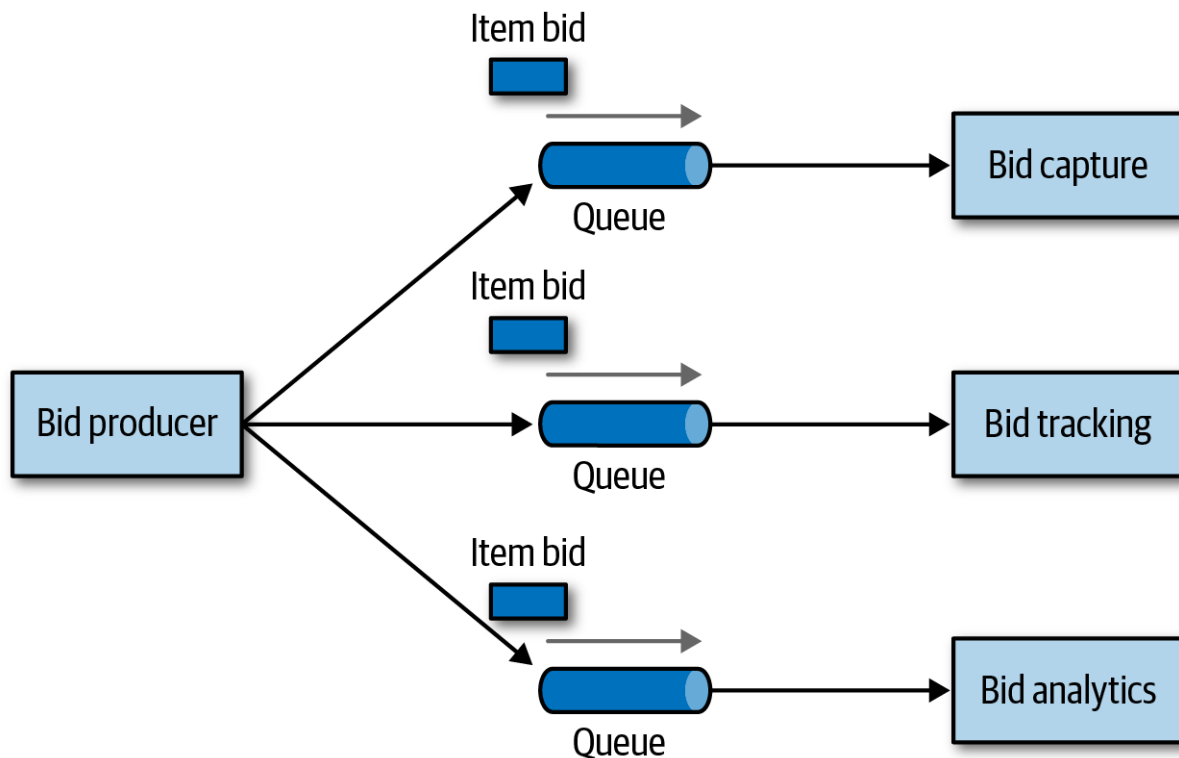 Item bid
Queue
Bid capture
Item bid
Bid producer
Queue
Bid tracking
Item bid
Queue
Bid analytics